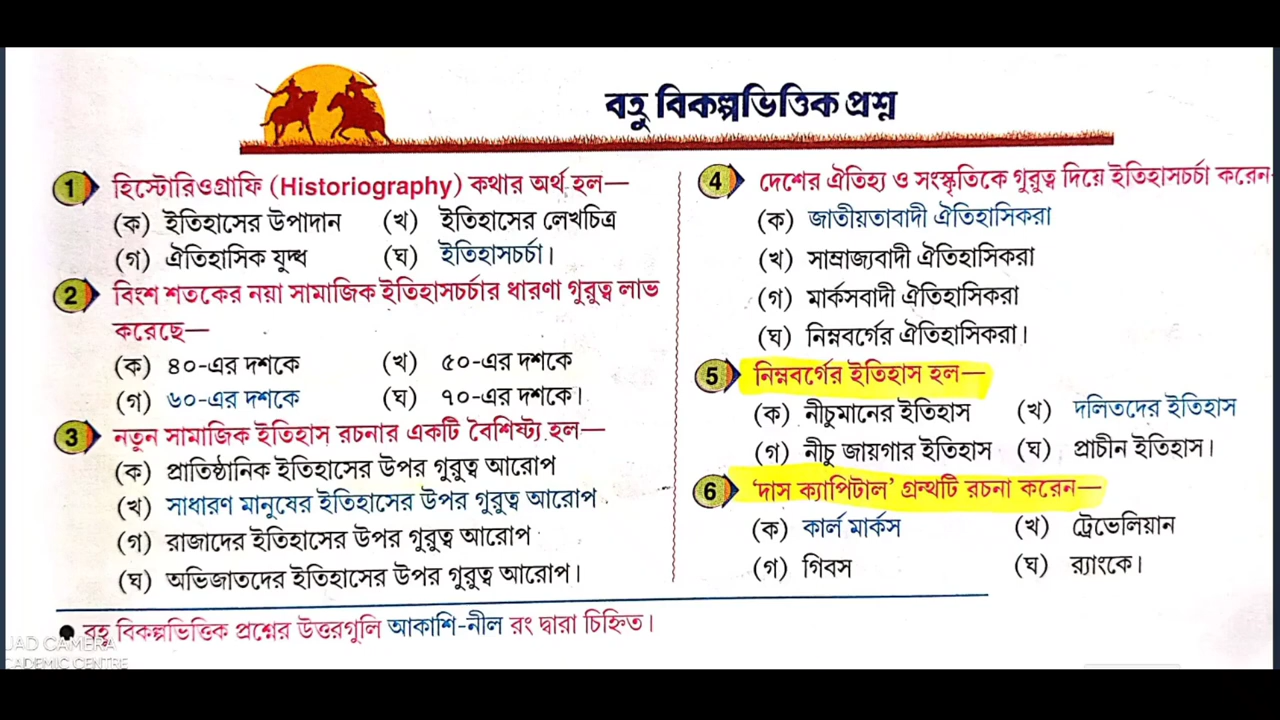 বহু বিকল্পভিত্তিক প্রশ্ন
1 হিস্টোরিওগ্রাফি (Historiography) কথার অর্থ হল—
(ক) ইতিহাসের উপাদান (খ) ইতিহাসের লেখচিত্র
(গ) ঐতিহাসিক যুদ্ধ (ঘ) ইতিহাসচর্চা।
2 বিংশ শতকের নয়া সামাজিক ইতিহাসচর্চার ধারণা গুরুত্ব লাভ
করেছে—
(ক) ৪০-এর দশকে (খ) ৫০-এর দশকে
(গ) ৬০-এর দশকে (ঘ) ৭০-এর দশকে।
3 নতুন সামাজিক ইতিহাস রচনার একটি বৈশিষ্ট্য হল—
(ক) প্রাতিষ্ঠানিক ইতিহাসের উপর গুরুত্ব আরোপ
(খ) সাধারণ মানুষের ইতিহাসের উপর গুরুত্ব আরোপ
(গ) রাজাদের ইতিহাসের উপর গুরুত্ব আরোপ
(ঘ) অভিজাতদের ইতিহাসের উপর গুরুত্ব আরোপ।
4 দেশের ঐতিহ্য ও সংস্কৃতিকে গুরুত্ব দিয়ে ইতিহাসচর্চা করেন
(ক) জাতীয়তাবাদী ঐতিহাসিকরা
(খ) সাম্রাজ্যবাদী ঐতিহাসিকরা
(গ) মার্কসবাদী ঐতিহাসিকরা
(ঘ) নিম্নবর্গের ঐতিহাসিকরা।
5 নিম্নবর্গের ইতিহাস হল—
(ক) নীচুমানের ইতিহাস (খ) দলিতদের ইতিহাস
(গ) নীচু জায়গার ইতিহাস (ঘ) প্রাচীন ইতিহাস।
6 'দাস ক্যাপিটাল' গ্রন্থটি রচনা করেন—
(ক) কার্ল মার্কস (খ) ট্রেভেলিয়ান
(গ) গিবস (ঘ) র‍্যাংকে।
● বহু বিকল্পভিত্তিক প্রশ্নের উত্তরগুলি আকাশি-নীল রং দ্বারা চিহ্নিত।
CAMERA
CENTRE